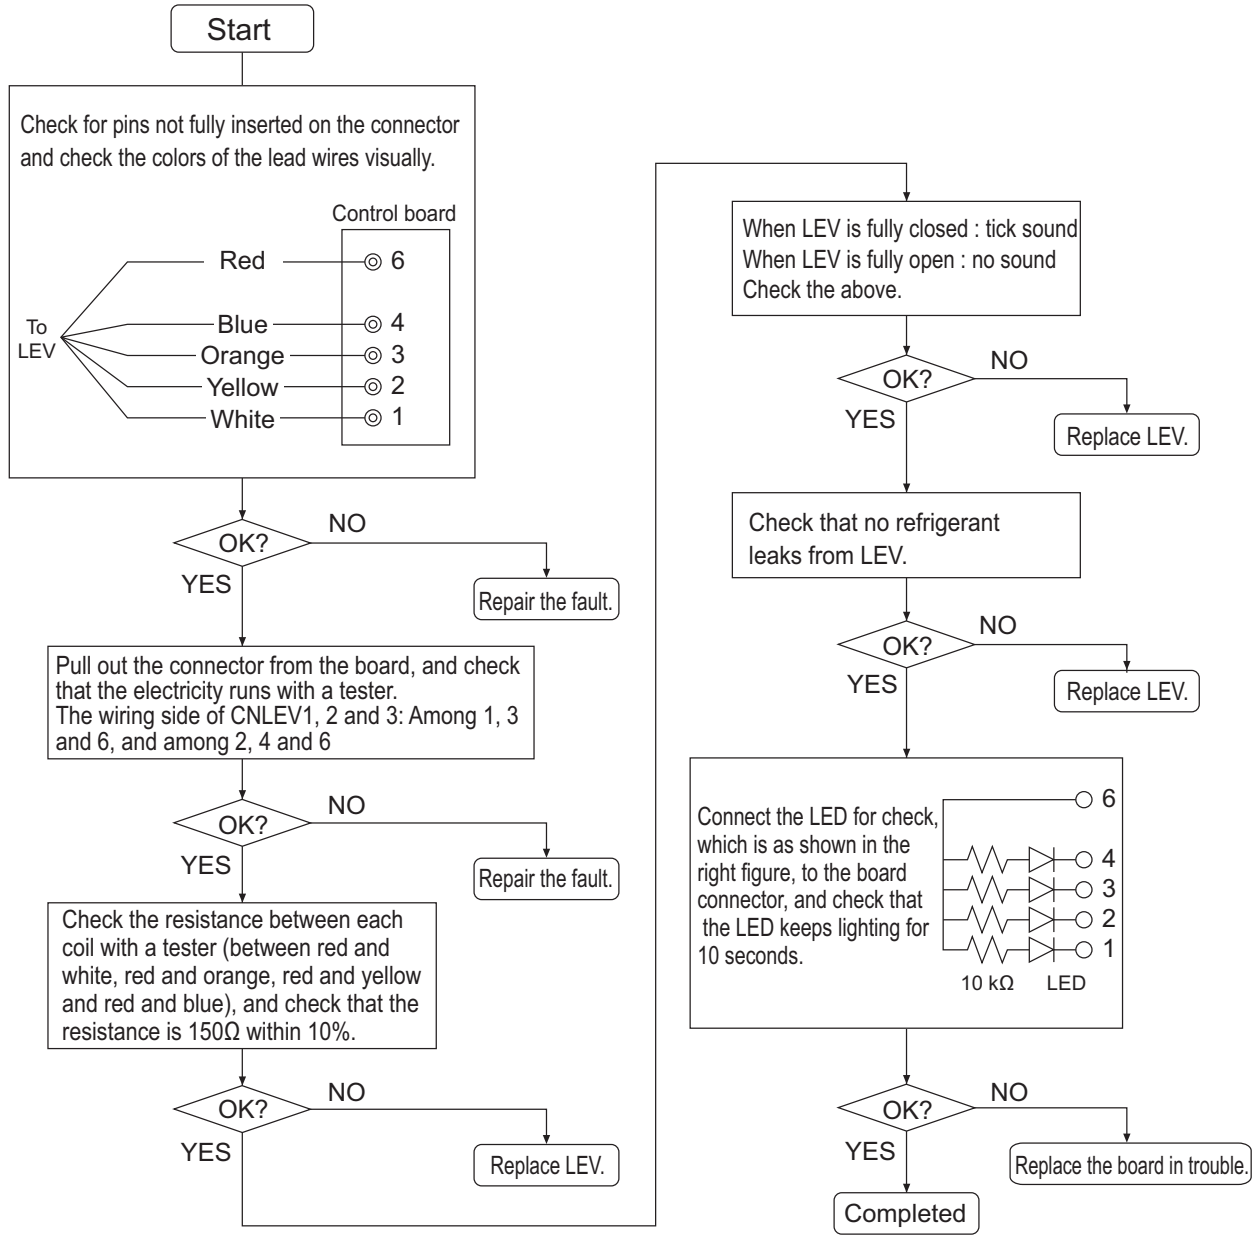 Start
Check for pins not fully inserted on the connector
and check the colors of the lead wires visually.
Control board
Red
6
To
LEV
Blue
4
Orange
3
Yellow
2
White
1
OK?
NO
YES
Repair the fault.
Pull out the connector from the board, and check
that the electricity runs with a tester.
The wiring side of CNLEV1, 2 and 3: Among 1, 3
and 6, and among 2, 4 and 6
OK?
NO
YES
Repair the fault.
Check the resistance between each
coil with a tester (between red and
white, red and orange, red and yellow
and red and blue), and check that the
resistance is 150Ω within 10%.
OK?
NO
YES
Replace LEV.
When LEV is fully closed : tick sound
When LEV is fully open : no sound
Check the above.
OK?
NO
YES
Replace LEV.
Check that no refrigerant
leaks from LEV.
OK?
NO
YES
Replace LEV.
Connect the LED for check,
which is as shown in the
right figure, to the board
connector, and check that
the LED keeps lighting for
10 seconds.
6
4
3
2
1
10 kΩ
LED
OK?
NO
YES
Replace the board in trouble.
Completed